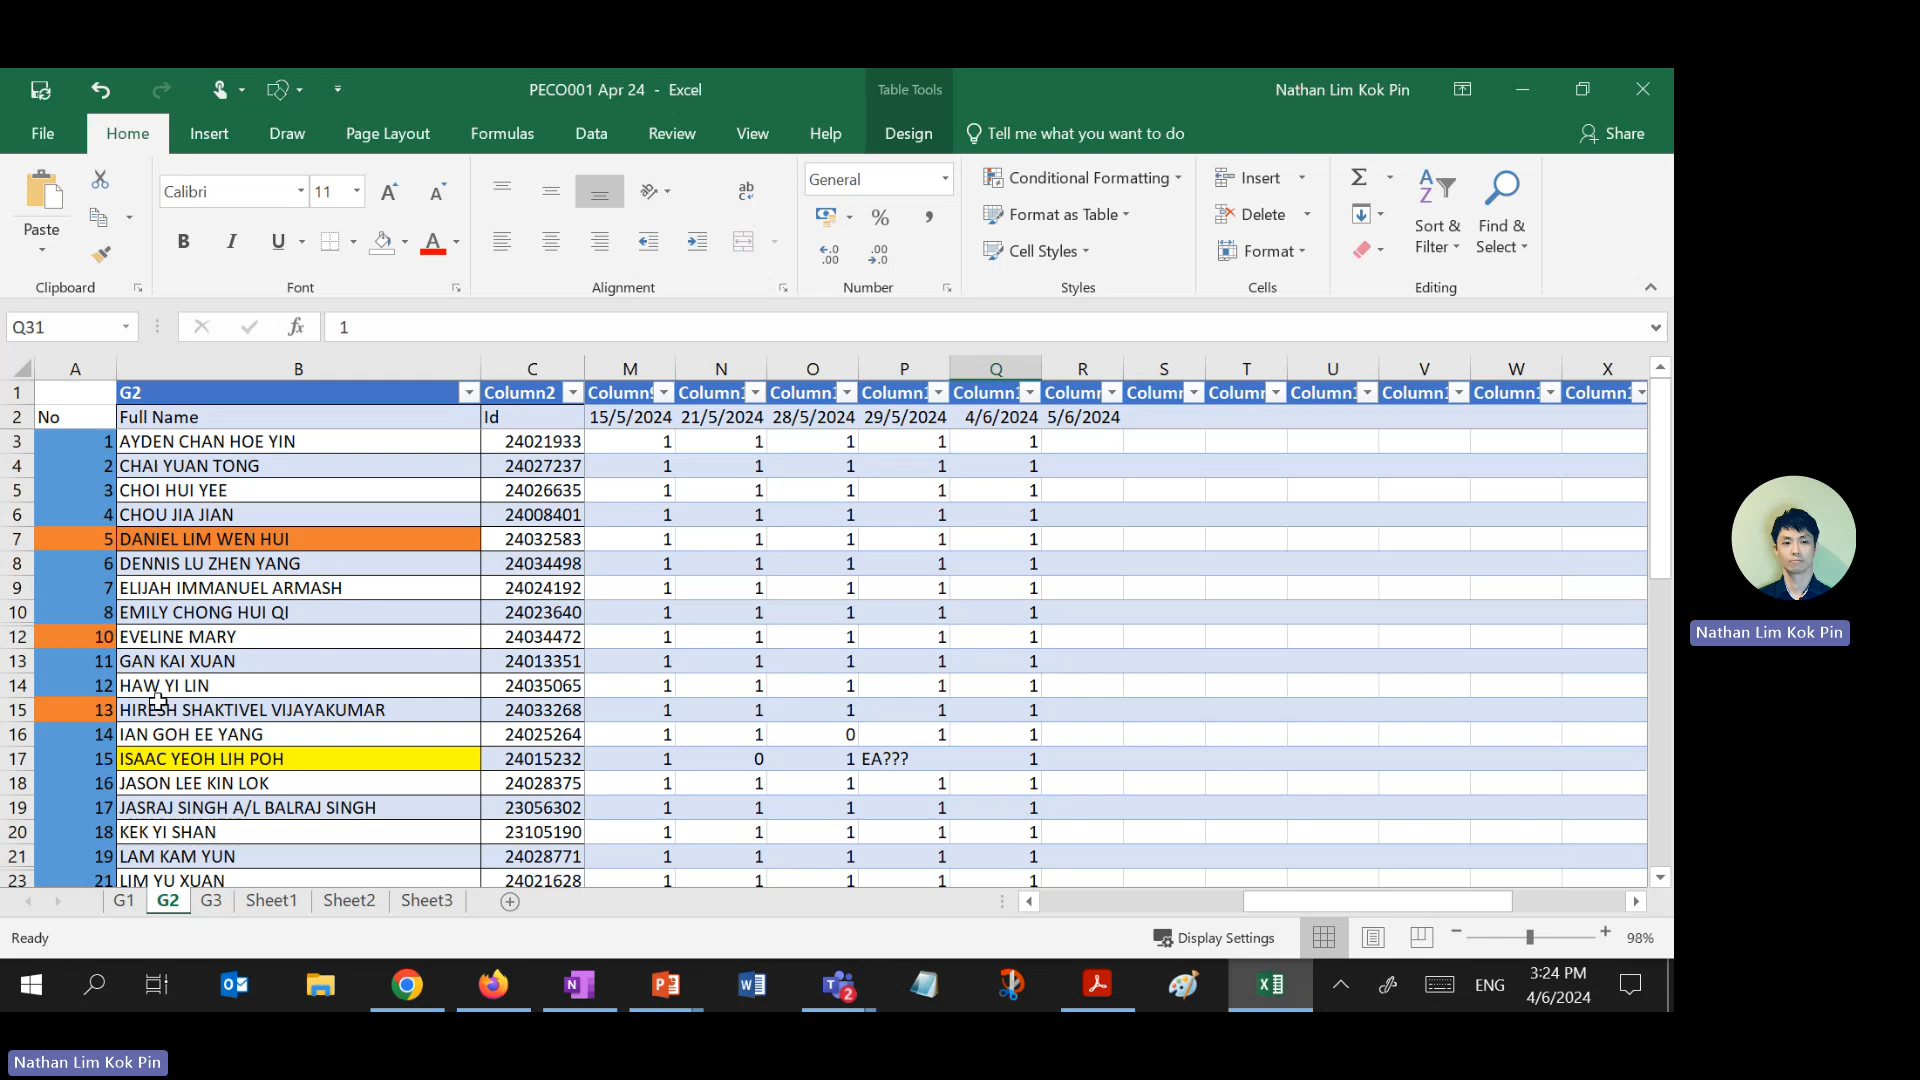 PECO001 Apr 24 - Excel
Table Tools
Nathan Lim Kok Pin
File Home Insert Draw Page Layout Formulas Data Review View Help Design Tell me what you want to do Share
Paste
Calibri 11
General
Conditional Formatting
Format as Table
Cell Styles
Insert
Delete
Format
Sort & Filter
Find & Select
Clipboard Font Alignment Number Styles Cells Editing
Q31 fx 1
A B C M N O P Q R S T U V W X
1 G2 Column2 Column9 Column1 Column1 Column1 Column1 Colum Colum Colum Colum Column1 Column1 Column1 Column1
2 No Full Name Id 15/5/2024 21/5/2024 28/5/2024 29/5/2024 4/6/2024 5/6/2024
3 1 AYDEN CHAN HOE YIN 24021933 1 1 1 1 1
4 2 CHAI YUAN TONG 24027237 1 1 1 1 1
5 3 CHOI HUI YEE 24026635 1 1 1 1 1
6 4 CHOU JIA JIAN 24008401 1 1 1 1 1
7 5 DANIEL LIM WEN HUI 24032583 1 1 1 1 1
8 6 DENNIS LU ZHEN YANG 24034498 1 1 1 1 1
9 7 ELIJAH IMMANUEL ARMASH 24024192 1 1 1 1 1
10 8 EMILY CHONG HUI QI 24023640 1 1 1 1 1
12 10 EVELINE MARY 24034472 1 1 1 1 1
13 11 GAN KAI XUAN 24013351 1 1 1 1 1
14 12 HAW YI LIN 24035065 1 1 1 1 1
15 13 HIRESH SHAKTIVEL VIJAYAKUMAR 24033268 1 1 1 1 1
16 14 IAN GOH EE YANG 24025264 1 1 0 1 1
17 15 ISAAC YEOH LIH POH 24015232 1 0 1 EA??? 1
18 16 JASON LEE KIN LOK 24028375 1 1 1 1 1
19 17 JASRAJ SINGH A/L BALRAJ SINGH 23056302 1 1 1 1 1
20 18 KEK YI SHAN 23105190 1 1 1 1 1
21 19 LAM KAM YUN 24028771 1 1 1 1 1
23 21 LIM YU XUAN 24021628 1 1 1 1 1
G1 G2 G3 Sheet1 Sheet2 Sheet3
Ready Display Settings 98%
ENG 3:24 PM
4/6/2024
Nathan Lim Kok Pin
Nathan Lim Kok Pin